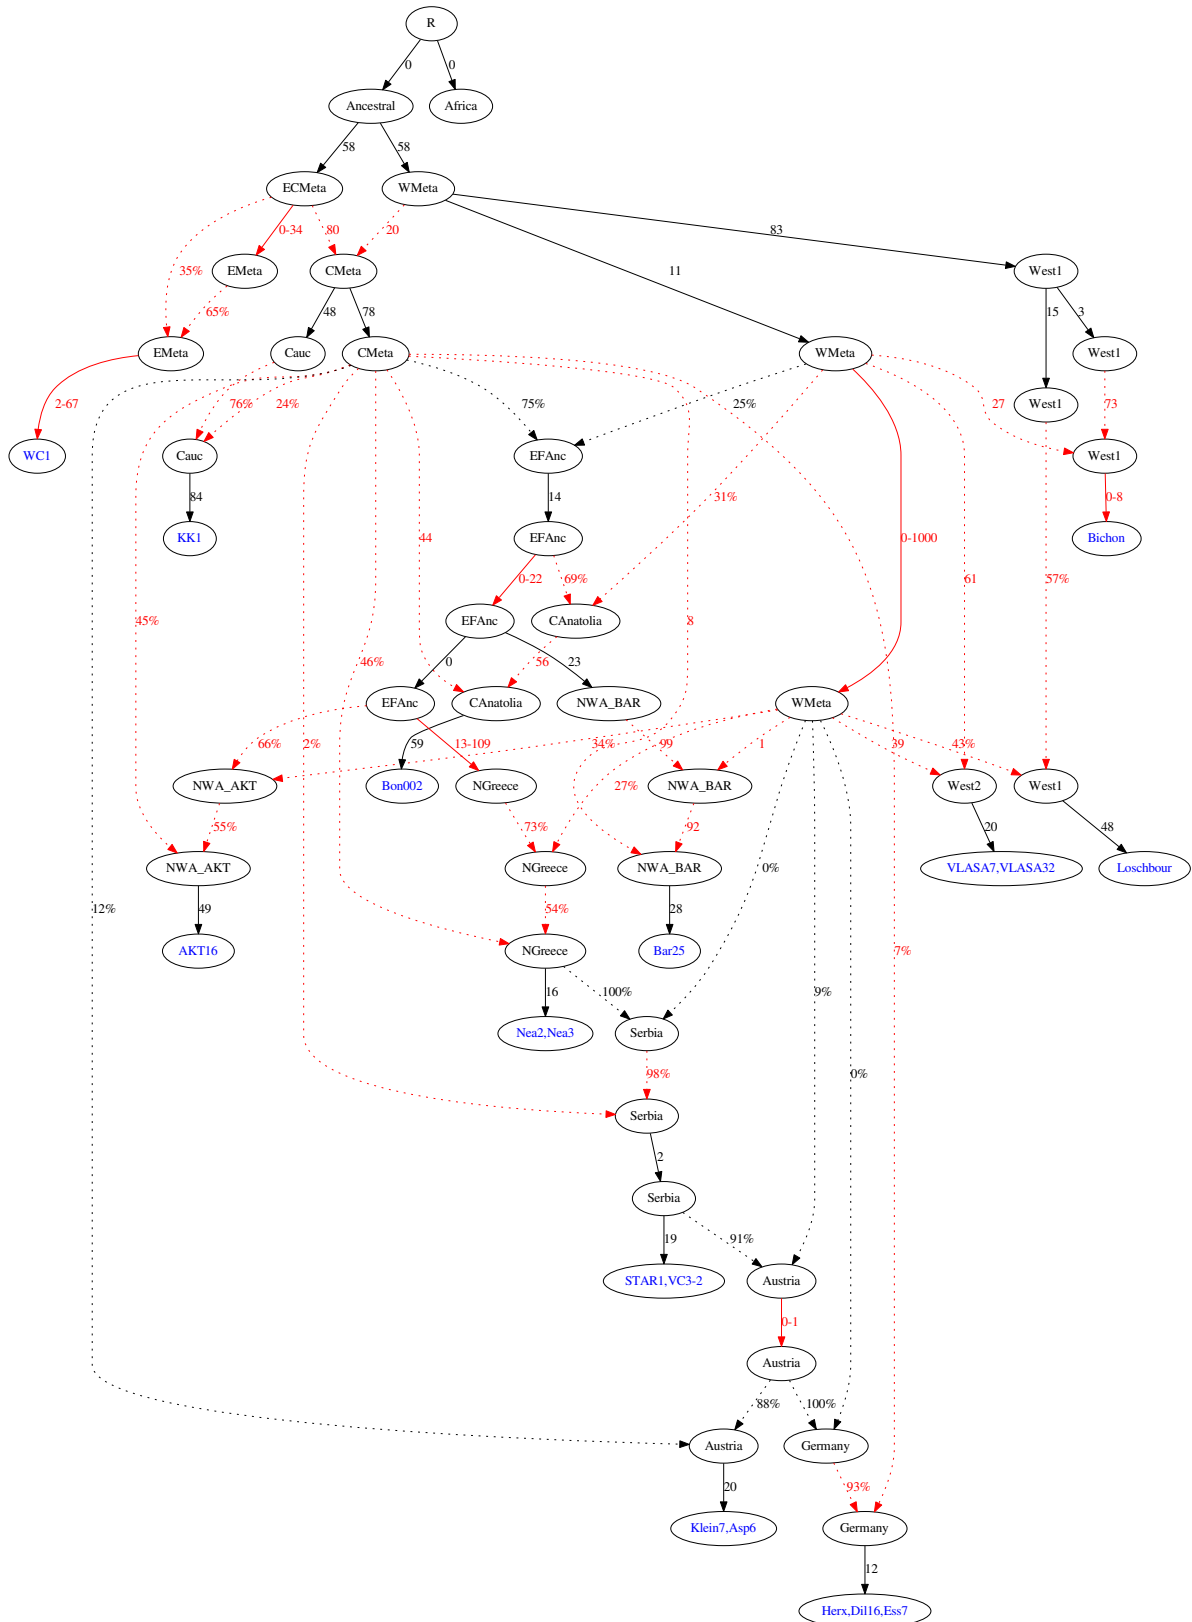 R
0
0
Ancestral
Africa
58
58
ECMeta
WMeta
0-34
80
20
83
35%
EMeta
CMeta
11
West1
65%
48
78
15
3
EMeta
Cauc
CMeta
WMeta
West1
West1
2-67
76%
24%
75%
25%
27
73
WC1
Cauc
EFAnc
West1
84
14
31%
0-8
KK1
44
EFAnc
0-1000
Bichon
0-22
69%
61
57%
45%
EFAnc
CAnatolia
8
46%
0
56
23
EFAnc
CAnatolia
NWA_BAR
WMeta
2%
66%
13-109
59
34%
99
1
39
43%
NWA_AKT
Bon002
NGreece
27%
NWA_BAR
West2
West1
55%
73%
92
20
48
NWA_AKT
NGreece
NWA_BAR
0%
VLASA7,VLASA32
Loschbour
12%
49
54%
28
AKT16
NGreece
Bar25
7%
16
100%
9%
Nea2,Nea3
Serbia
98%
0%
Serbia
2
Serbia
19
91%
STAR1,VC3-2
Austria
0-1
Austria
88%
100%
Austria
Germany
20
93%
Klein7,Asp6
Germany
12
Herx,Dil16,Ess7